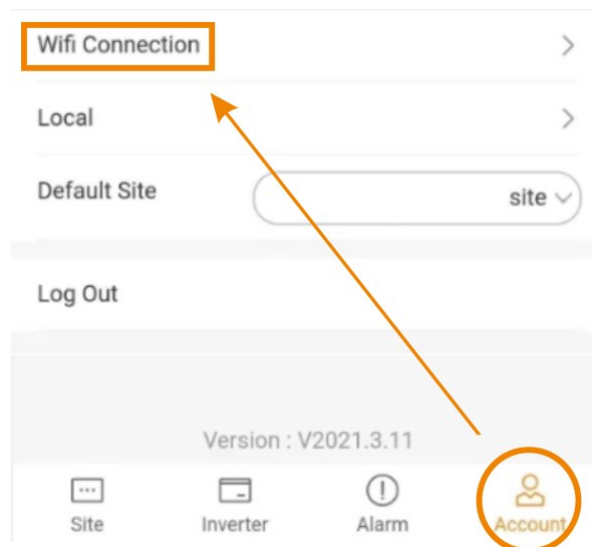 Wifi Connection
Local
Default Site
site
Log Out
Version : V2021.3.11
Site Inverter Alarm Account